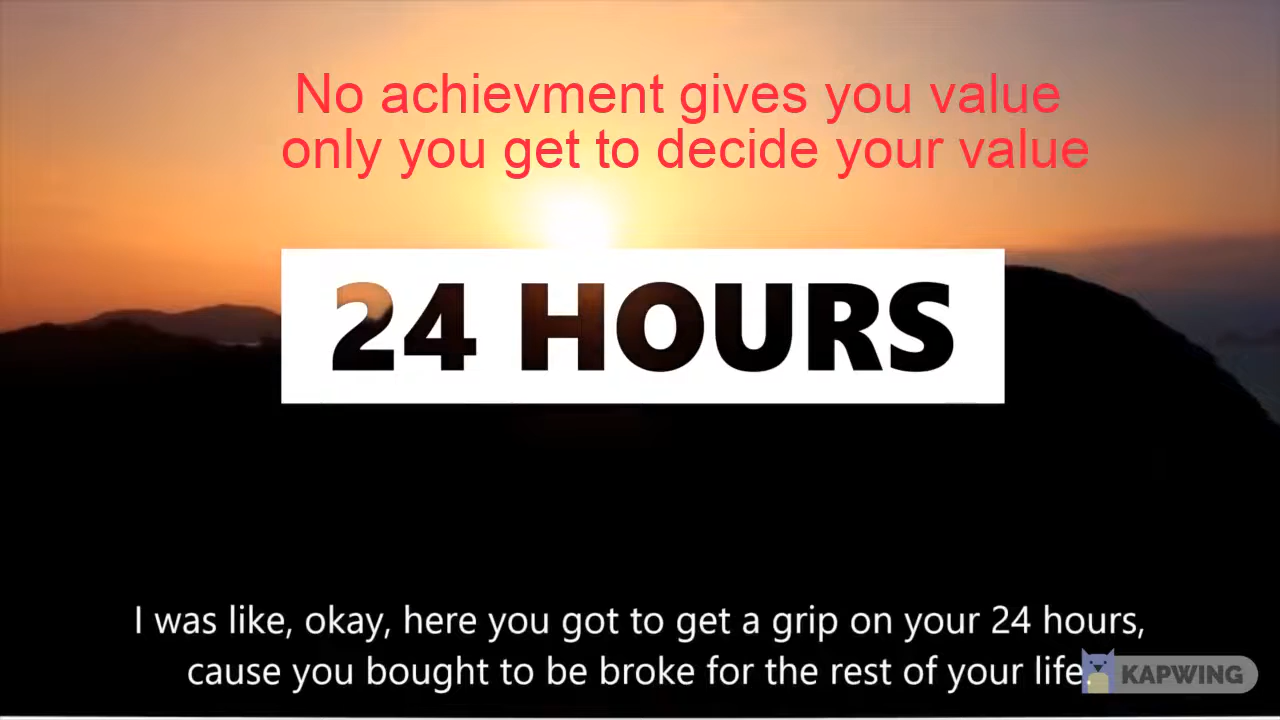 No achievment gives you value
only you get to decide your value
24 HOURS
I was like, okay, here you got to get a grip on your 24 hours,
cause you bought to be broke for the rest of your life.
KAPWING